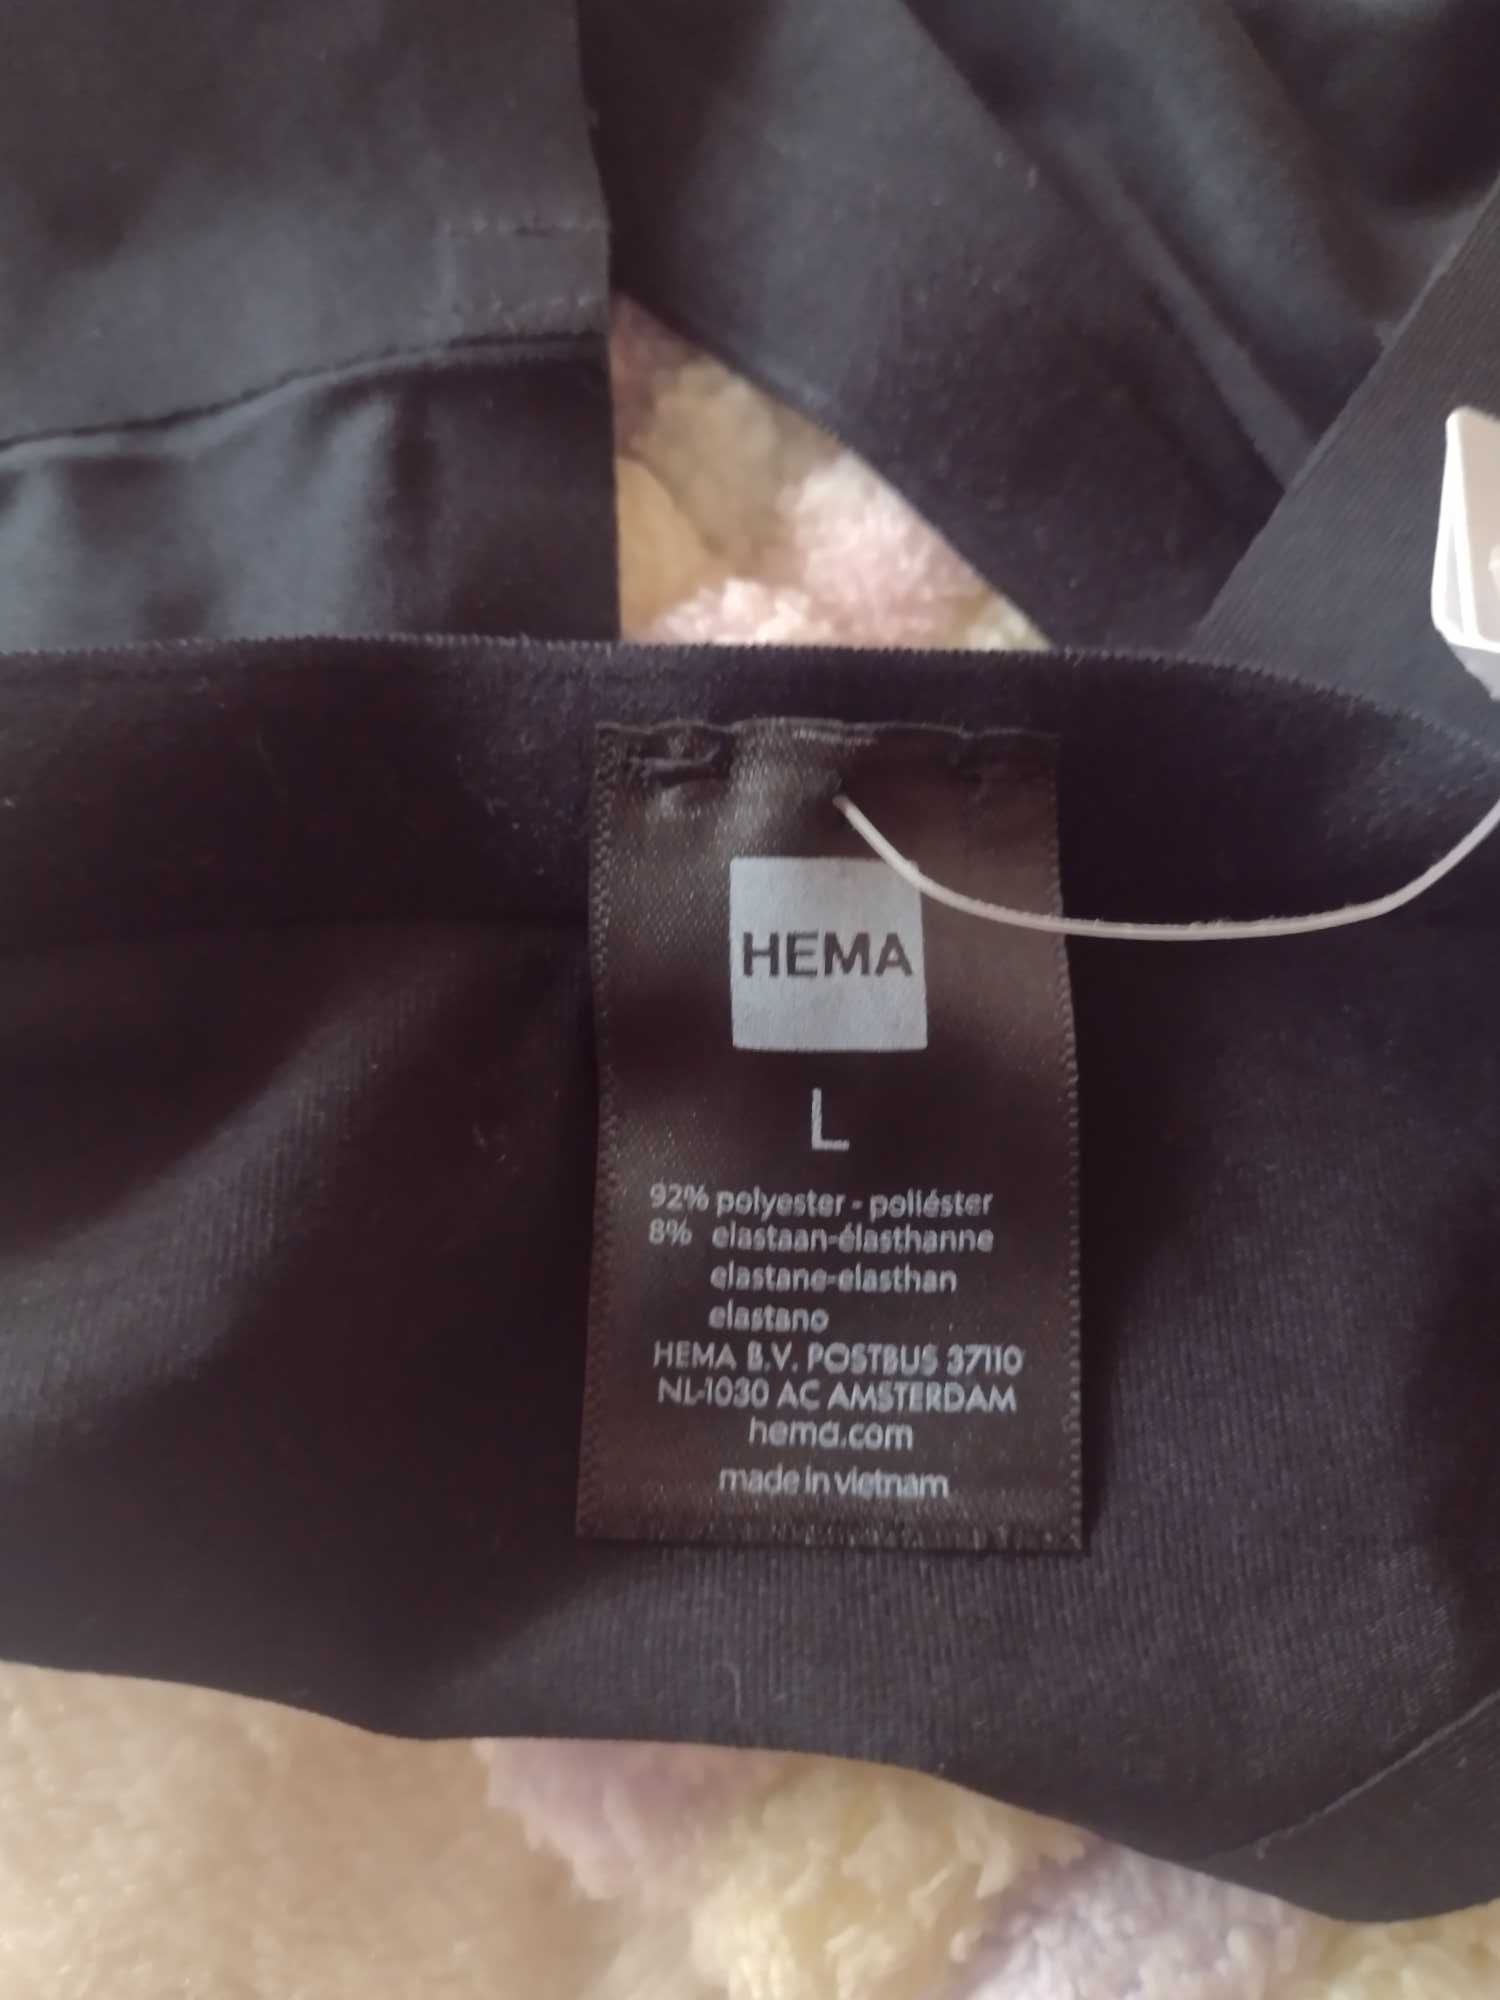 HEMA
L
92% polyester - poliéster
8% elastaan-élasthanne
elastane-elasthan
elastano
HEMA B.V. POSTBUS 37110
NL-1030 AC AMSTERDAM
hema.com
made in vietnam